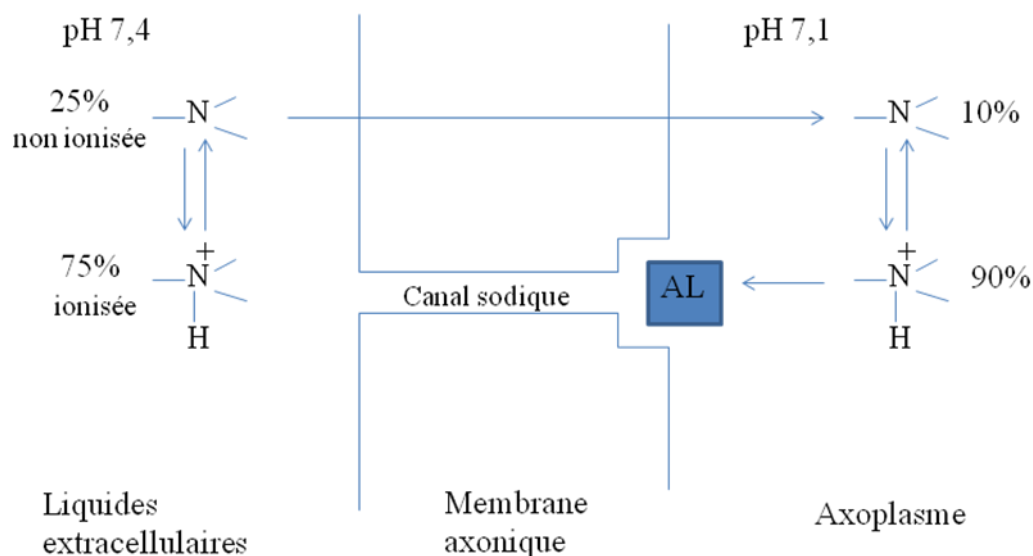 pH 7,4
pH 7,1
25%
non ionisée
N
N
10%
75%
ionisée
+
N
H
Canal sodique
AL
+
N
H
90%
Liquides
extracellulaires
Membrane
axonique
Axoplasme